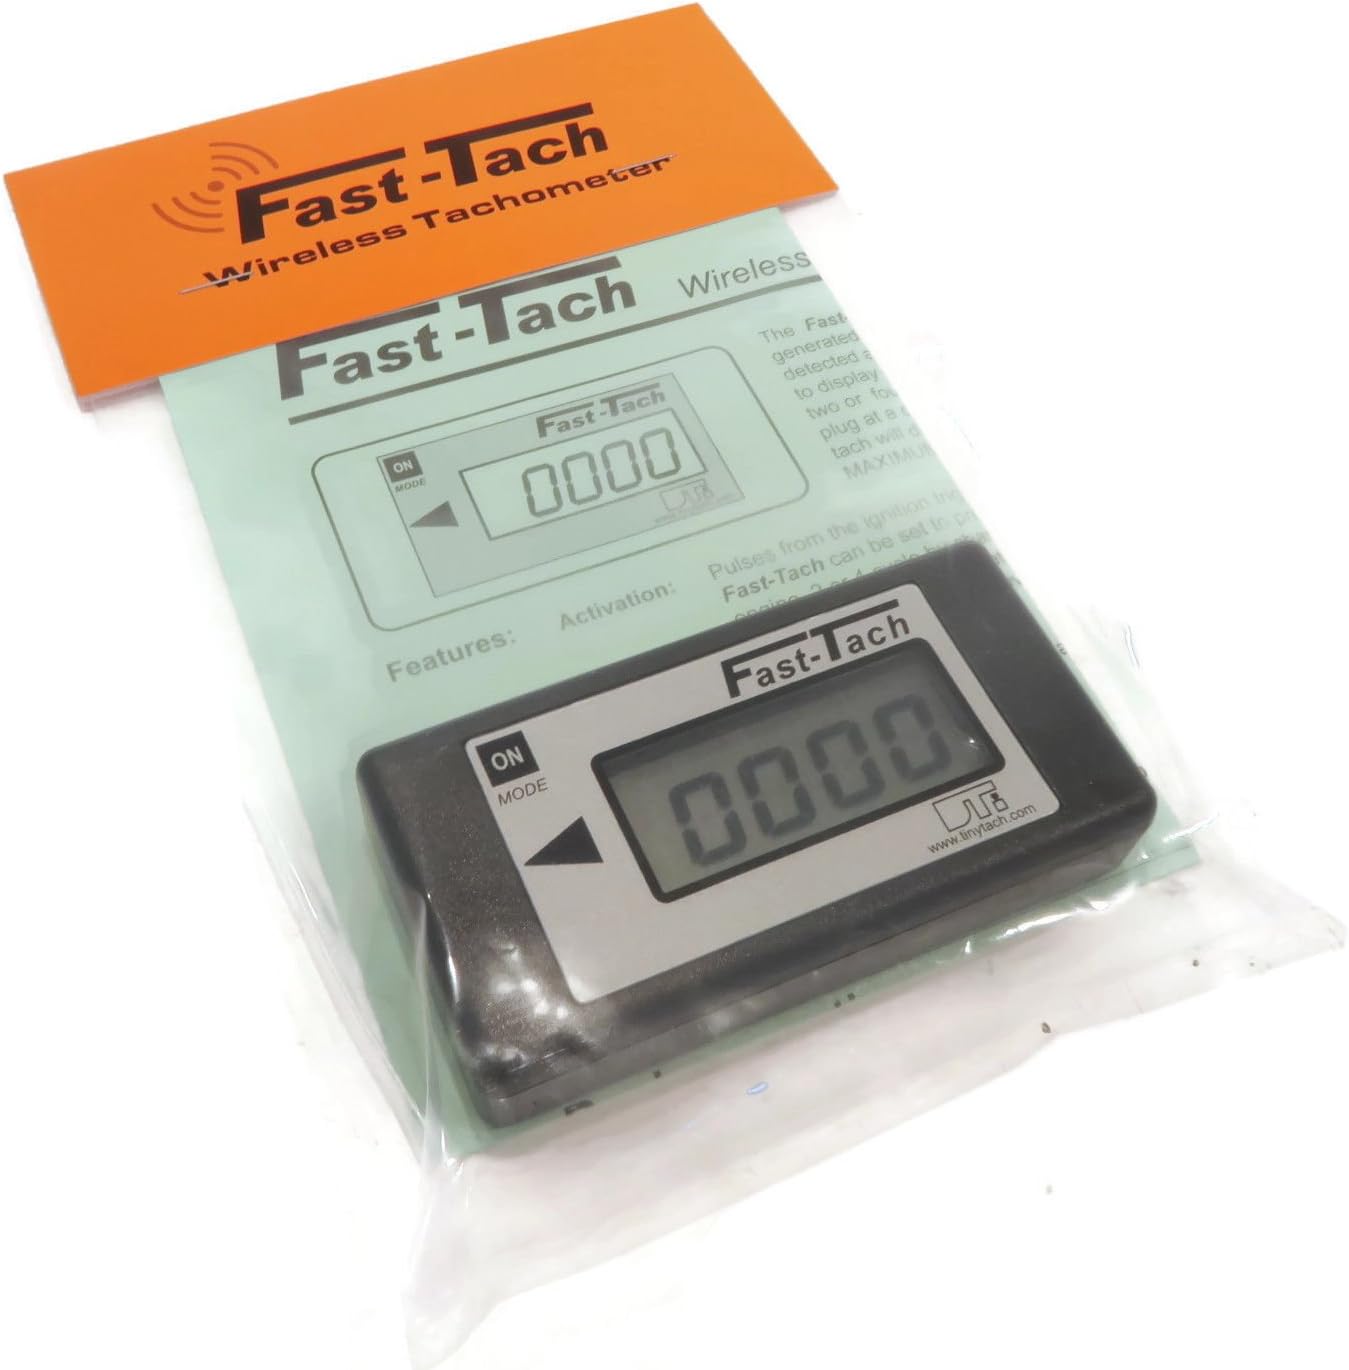 Fast-Tach
Wireless Tachometer
Fast-Tach Wireless
The Fast-
generated
detected a
to display
two or fou
plug at a
tach will d
MAXIMU
Fast-Tach
ON
MODE
0000
Pulses from the ignition
Fast-Tach can be set to
Features:
Activation:
Fast-Tach
ON
MODE
0000
www.tinytach.com